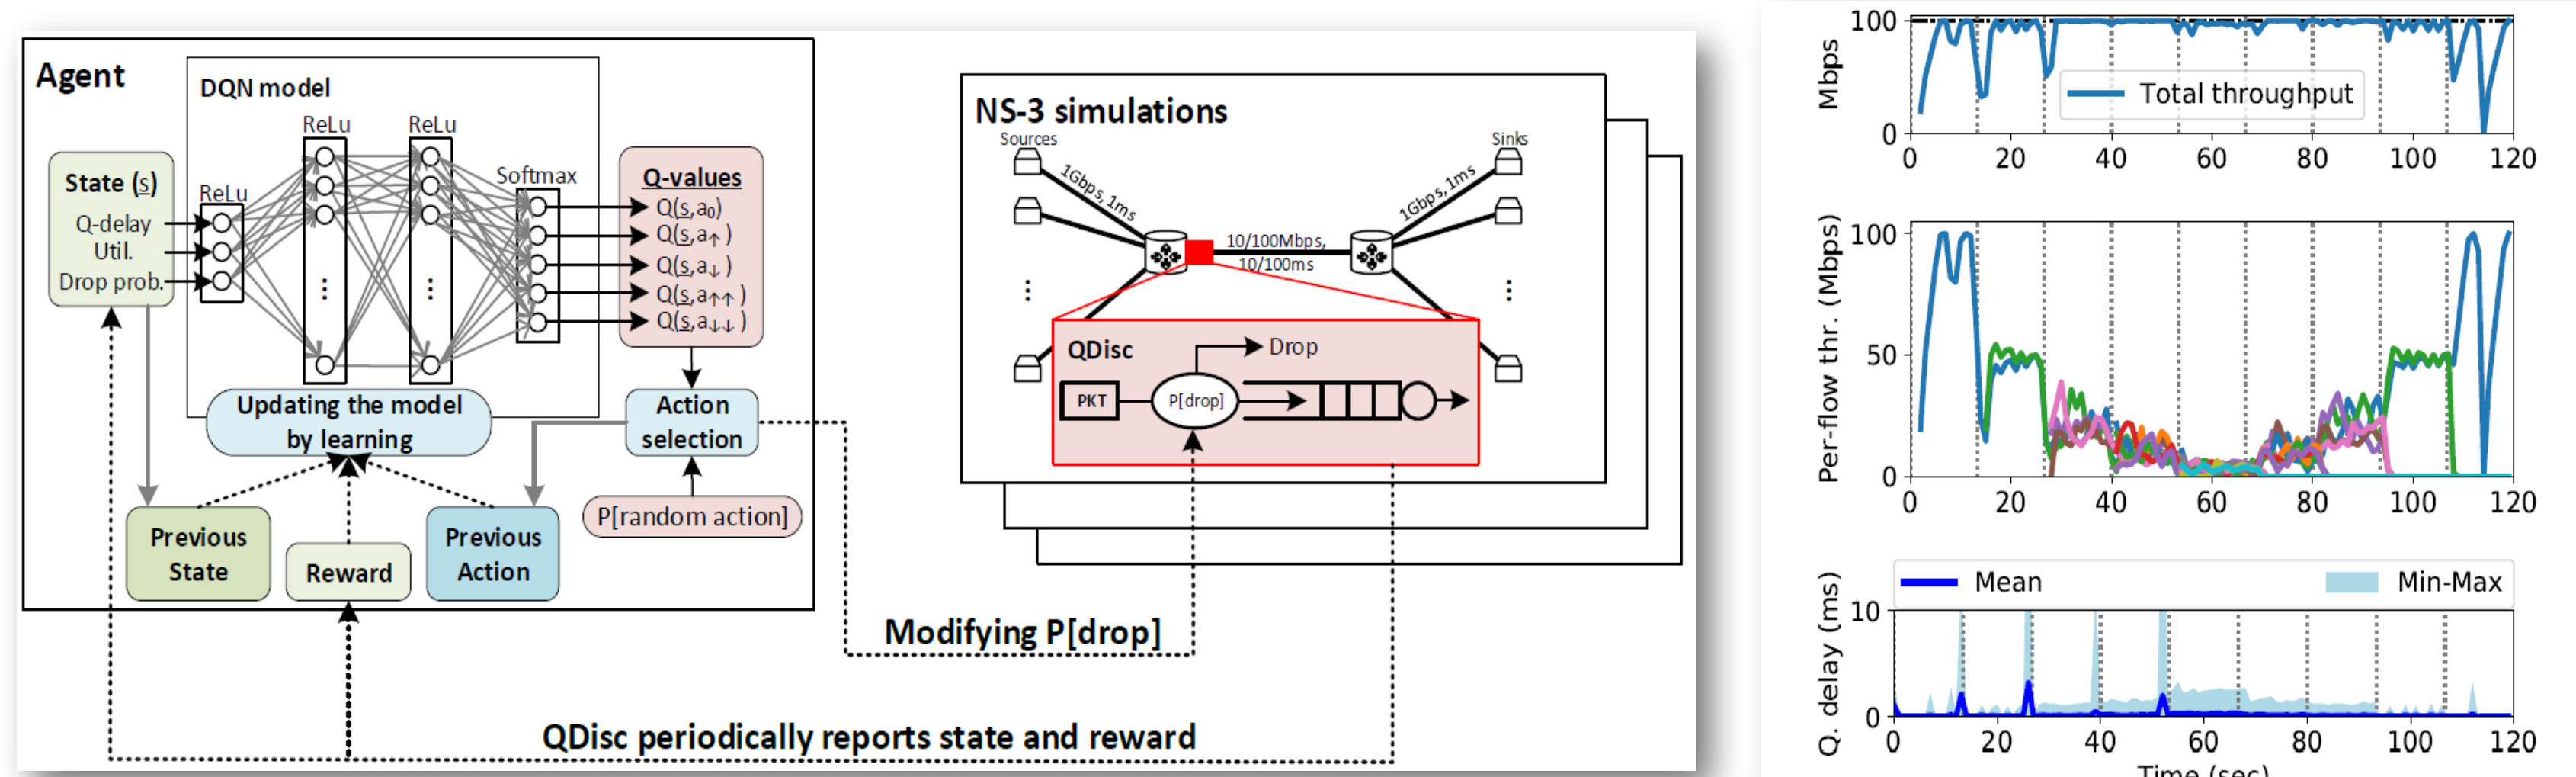 Agent
DQN model
ReLu
ReLu
ReLu
Softmax
State (s)
Q-delay
Util.
Drop prob.
Q-values
Q(s,a₀)
Q(s,a↑)
Q(s,a↓)
Q(s,a↑↑)
Q(s,a↓↓)
Updating the model
by learning
Action
selection
P[random action]
Previous
State
Reward
Previous
Action
NS-3 simulations
Sources
Sinks
1Gbps, 1ms
1Gbps, 1ms
10/100Mbps,
10/100ms
QDisc
Drop
PKT
P[drop]
Modifying P[drop]
QDisc periodically reports state and reward
Mbps
100
0
Total throughput
0 20 40 60 80 100 120
Per-flow thr. (Mbps)
100
50
0
0 20 40 60 80 100 120
Mean
Min-Max
Q. delay (ms)
10
0
0 20 40 60 80 100 120
Time (sec)